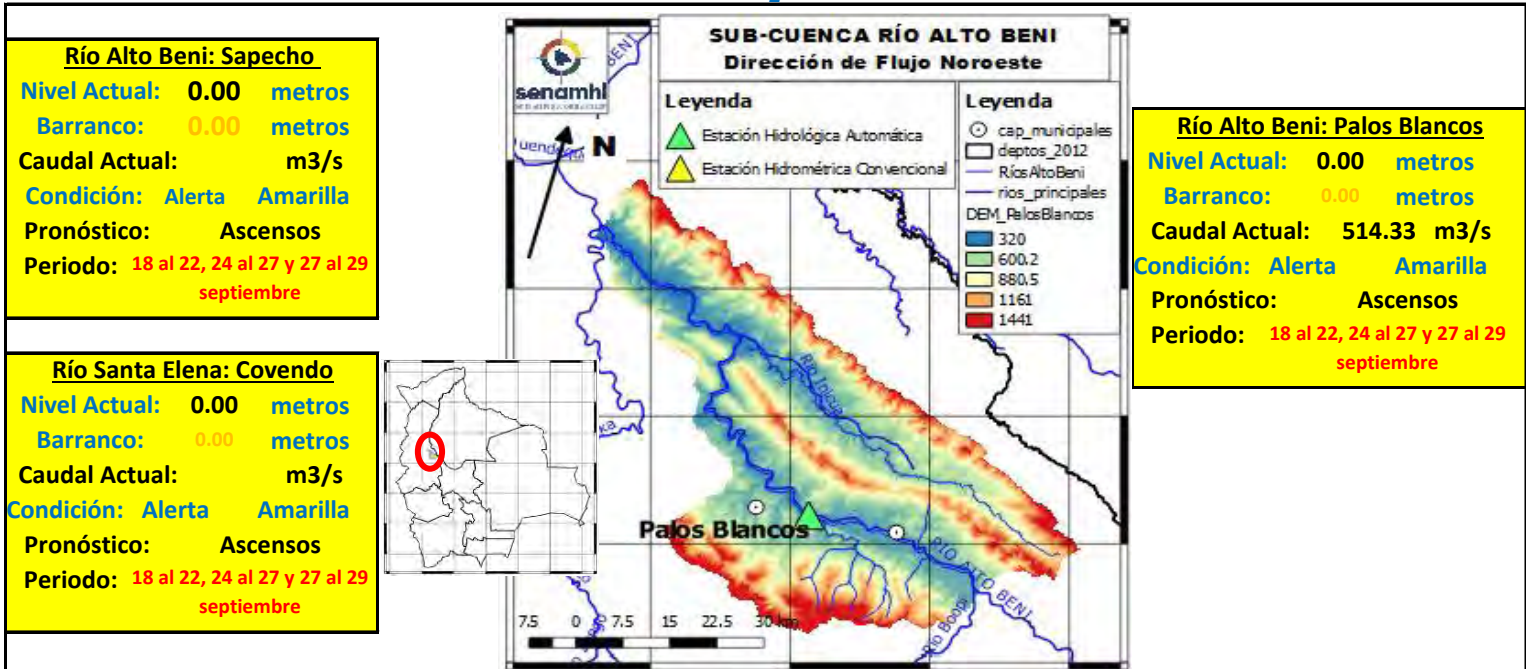 Río Alto Beni: Sapecho
Nivel Actual: 0.00 metros
Barranco: 0.00 metros
Caudal Actual: m3/s
Condición: Alerta Amarilla
Pronóstico: Ascensos
Periodo: 18 al 22, 24 al 27 y 27 al 29
septiembre
Río Santa Elena: Covendo
Nivel Actual: 0.00 metros
Barranco: 0.00 metros
Caudal Actual: m3/s
Condición: Alerta Amarilla
Pronóstico: Ascensos
Periodo: 18 al 22, 24 al 27 y 27 al 29
septiembre
senamhi
N
BENI
SUB-CUENCA RÍO ALTO BENI
Dirección de Flujo Noroeste
Leyenda
Estación Hidrológica Automática
Estación Hidrométrica Convencional
Leyenda
cap_municipales
deptos_2012
RíosAltoBeni
rios_principales
DEM_PalosBlancos
320
600.2
880.5
1161
1441
Río Inicua
Palos Blancos
RÍO ALTO BENI
Río Boopi
7.5 0 7.5 15 22.5 30 km
Río Alto Beni: Palos Blancos
Nivel Actual: 0.00 metros
Barranco: 0.00 metros
Caudal Actual: 514.33 m3/s
Condición: Alerta Amarilla
Pronóstico: Ascensos
Periodo: 18 al 22, 24 al 27 y 27 al 29
septiembre